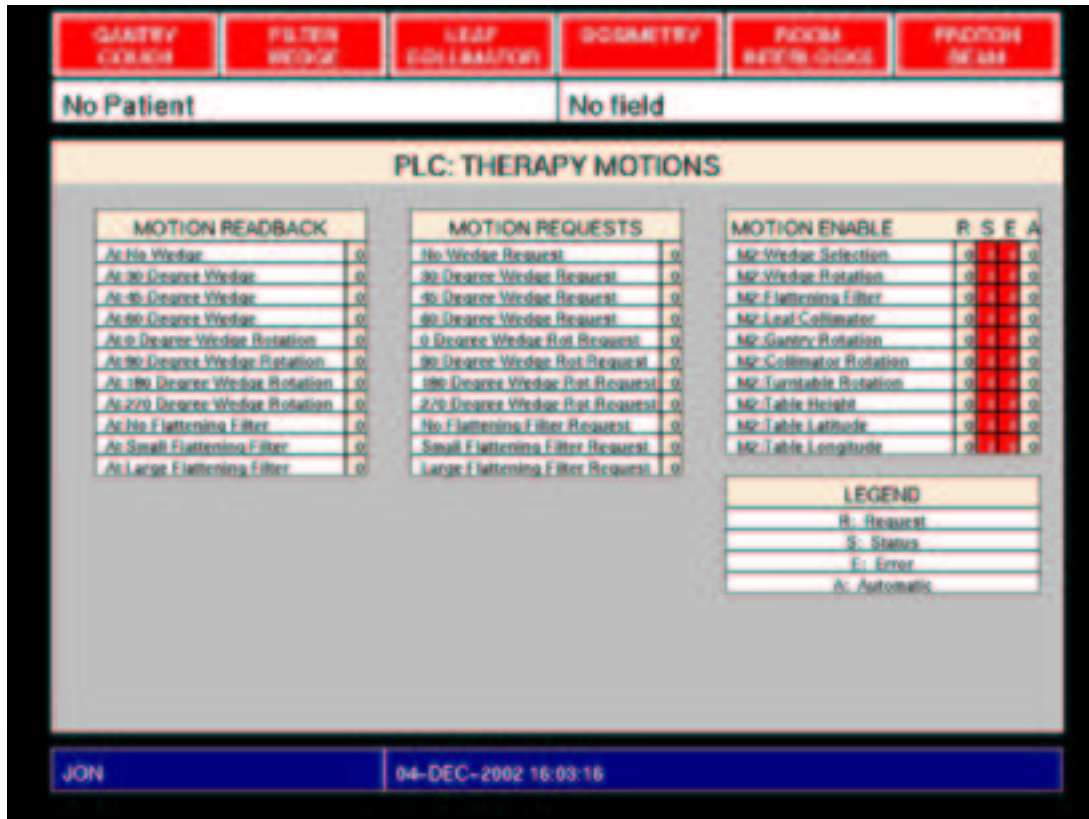 GANTRY COUCH
FILTER WEDGE
LEAF COLLIMATOR
DOSIMETRY
ROOM INTERLOCKS
BEAM
No Patient
No field
PLC: THERAPY MOTIONS
MOTION READBACK
At:No Wedge 0
At:30 Degree Wedge 0
At:45 Degree Wedge 0
At:60 Degree Wedge 0
At:0 Degree Wedge Rotation 0
At:90 Degree Wedge Rotation 0
At:180 Degree Wedge Rotation 0
At:270 Degree Wedge Rotation 0
At:No Flattening Filter 0
At:Small Flattening Filter 0
At:Large Flattening Filter 0
MOTION REQUESTS
No Wedge Request 0
30 Degree Wedge Request 0
45 Degree Wedge Request 0
60 Degree Wedge Request 0
0 Degree Wedge Rot Request 0
90 Degree Wedge Rot Request 0
180 Degree Wedge Rot Request 0
270 Degree Wedge Rot Request 0
No Flattening Filter Request 0
Small Flattening Filter Request 0
Large Flattening Filter Request 0
MOTION ENABLE R S E A
M2:Wedge Selection 0 0
M2:Wedge Rotation 0 0
M2:Flattening Filter 0 0
M2:Leaf Collimator 0 0
M2:Gantry Rotation 0 0
M2:Collimator Rotation 0 0
M2:Turntable Rotation 0 0
M2:Table Height 0 0
M2:Table Latitude 0 0
M2:Table Longitude 0 0
LEGEND
R: Request
S: Status
E: Error
A: Automatic
JON
04-DEC-2002 16:03:16